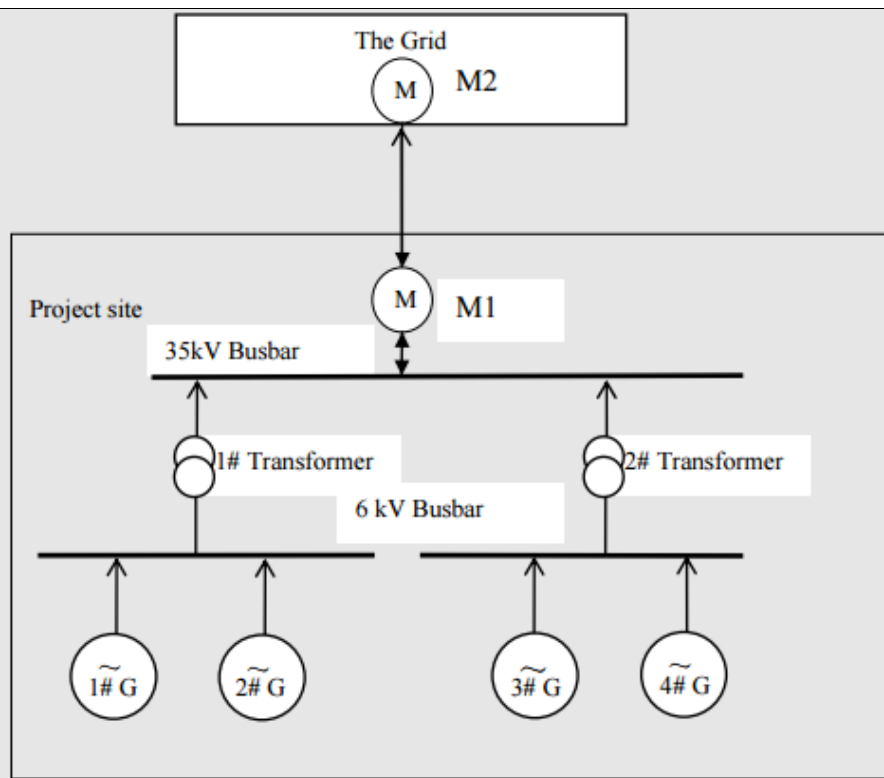 The Grid
M
M2
M
M1
Project site
35kV Busbar
1# Transformer
2# Transformer
6 kV Busbar
~
1# G
~
2# G
~
3# G
~
4# G